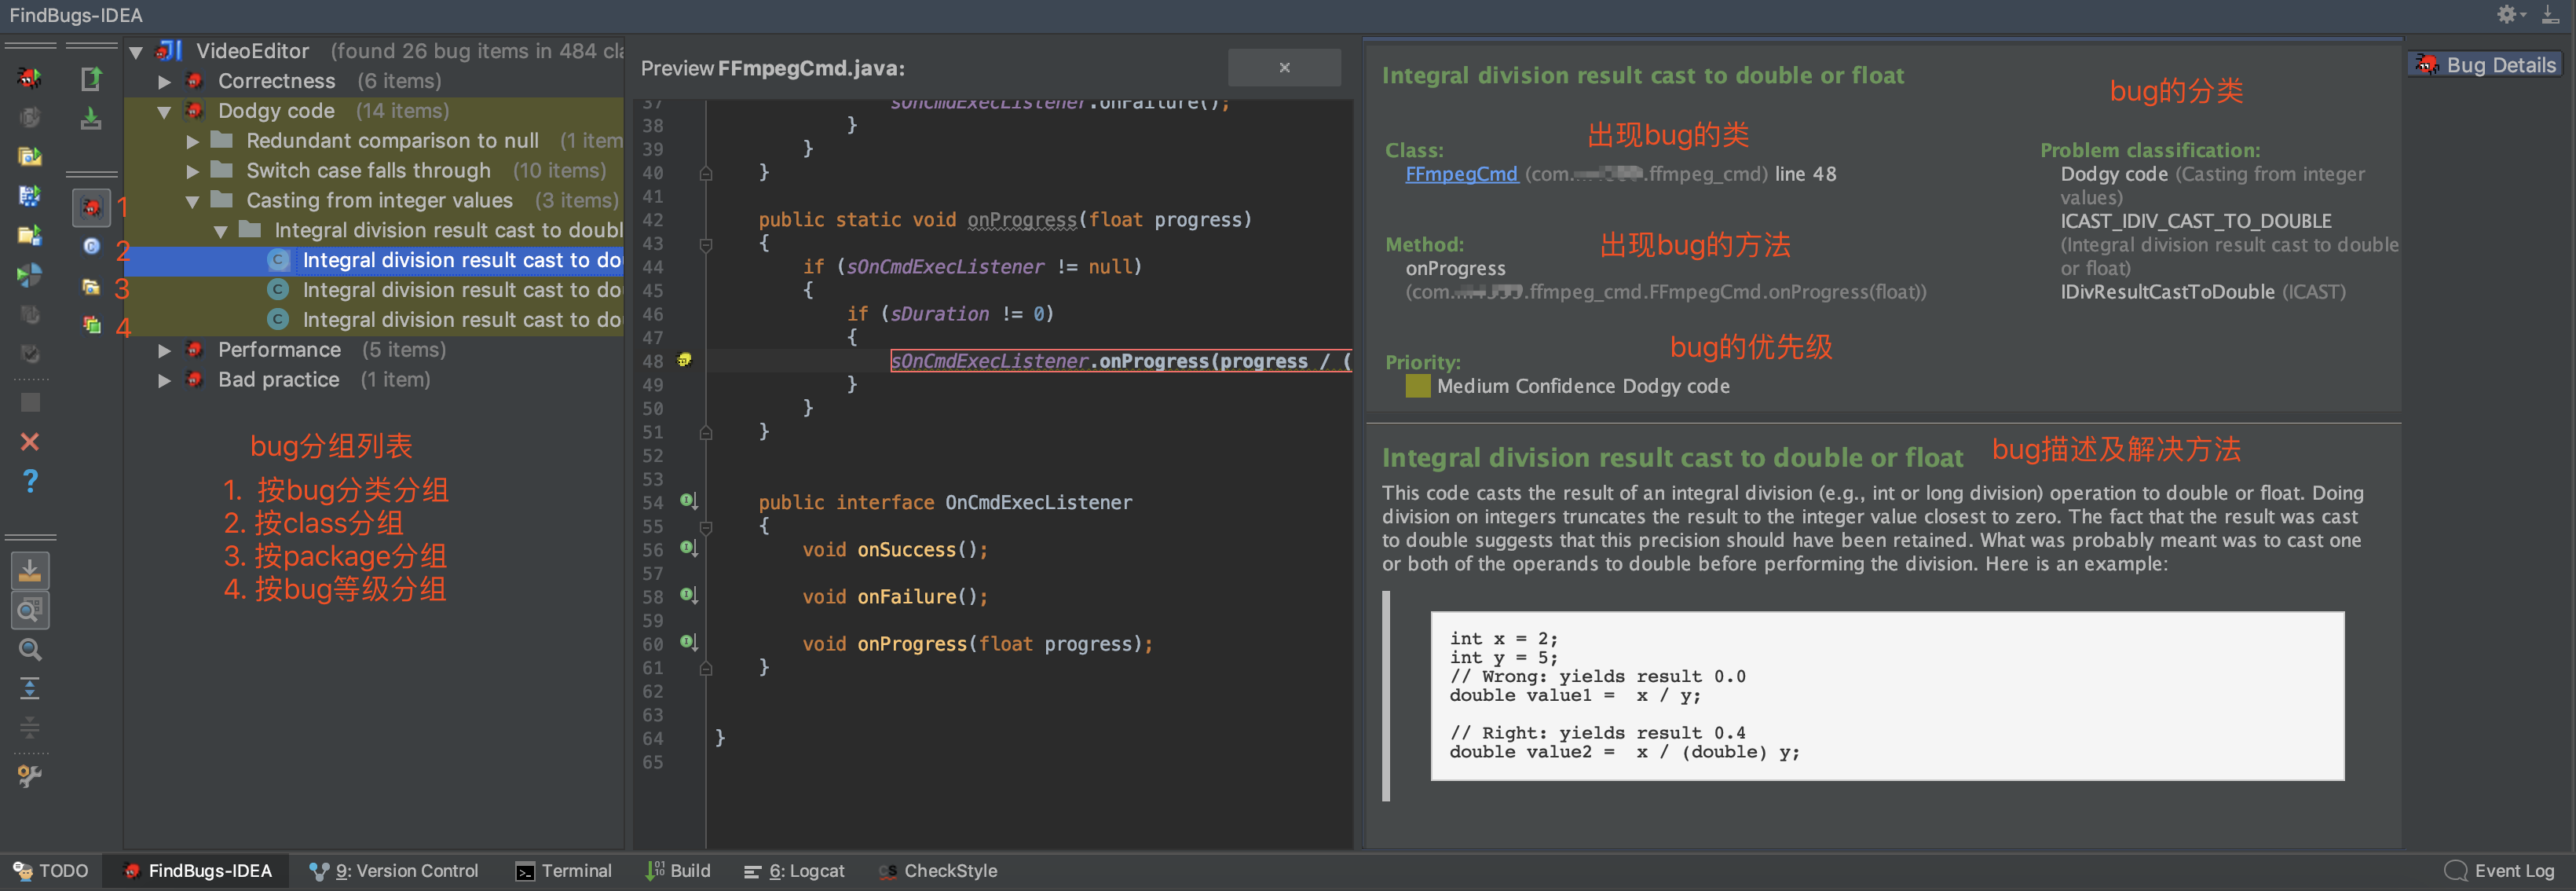 FindBugs-IDEA
VideoEditor (found 26 bug items in 484 cla
Correctness (6 items)
Dodgy code (14 items)
Redundant comparison to null (1 item
Switch case falls through (10 items)
Casting from integer values (3 items)
Integral division result cast to doubl
Integral division result cast to do
Integral division result cast to do
Integral division result cast to do
Performance (5 items)
Bad practice (1 item)
1
2
3
4
bug分组列表
1. 按bug分类分组
2. 按class分组
3. 按package分组
4. 按bug等级分组
Preview FFmpegCmd.java:
37 sOnCmdExecListener.onFailure();
38 }
39 }
40 }
41
42 public static void onProgress(float progress)
43 {
44 if (sOnCmdExecListener != null)
45 {
46 if (sDuration != 0)
47 {
48 sOnCmdExecListener.onProgress(progress / (
49 }
50 }
51 }
52
53
54 public interface OnCmdExecListener
55 {
56 void onSuccess();
57
58 void onFailure();
59
60 void onProgress(float progress);
61 }
62
63
64 }
65
Integral division result cast to double or float
bug的分类
出现bug的类
Class:
FFmpegCmd (com. .ffmpeg_cmd) line 48
Problem classification:
Dodgy code (Casting from integer
values)
ICAST_IDIV_CAST_TO_DOUBLE
(Integral division result cast to double
or float)
IDivResultCastToDouble (ICAST)
出现bug的方法
Method:
onProgress
(com. .ffmpeg_cmd.FFmpegCmd.onProgress(float))
bug的优先级
Priority:
Medium Confidence Dodgy code
Integral division result cast to double or float
bug描述及解决方法
This code casts the result of an integral division (e.g., int or long division) operation to double or float. Doing
division on integers truncates the result to the integer value closest to zero. The fact that the result was cast
to double suggests that this precision should have been retained. What was probably meant was to cast one
or both of the operands to double before performing the division. Here is an example:
int x = 2;
int y = 5;
// Wrong: yields result 0.0
double value1 = x / y;
// Right: yields result 0.4
double value2 = x / (double) y;
Bug Details
TODO
FindBugs-IDEA
9: Version Control
Terminal
Build
6: Logcat
CheckStyle
Event Log